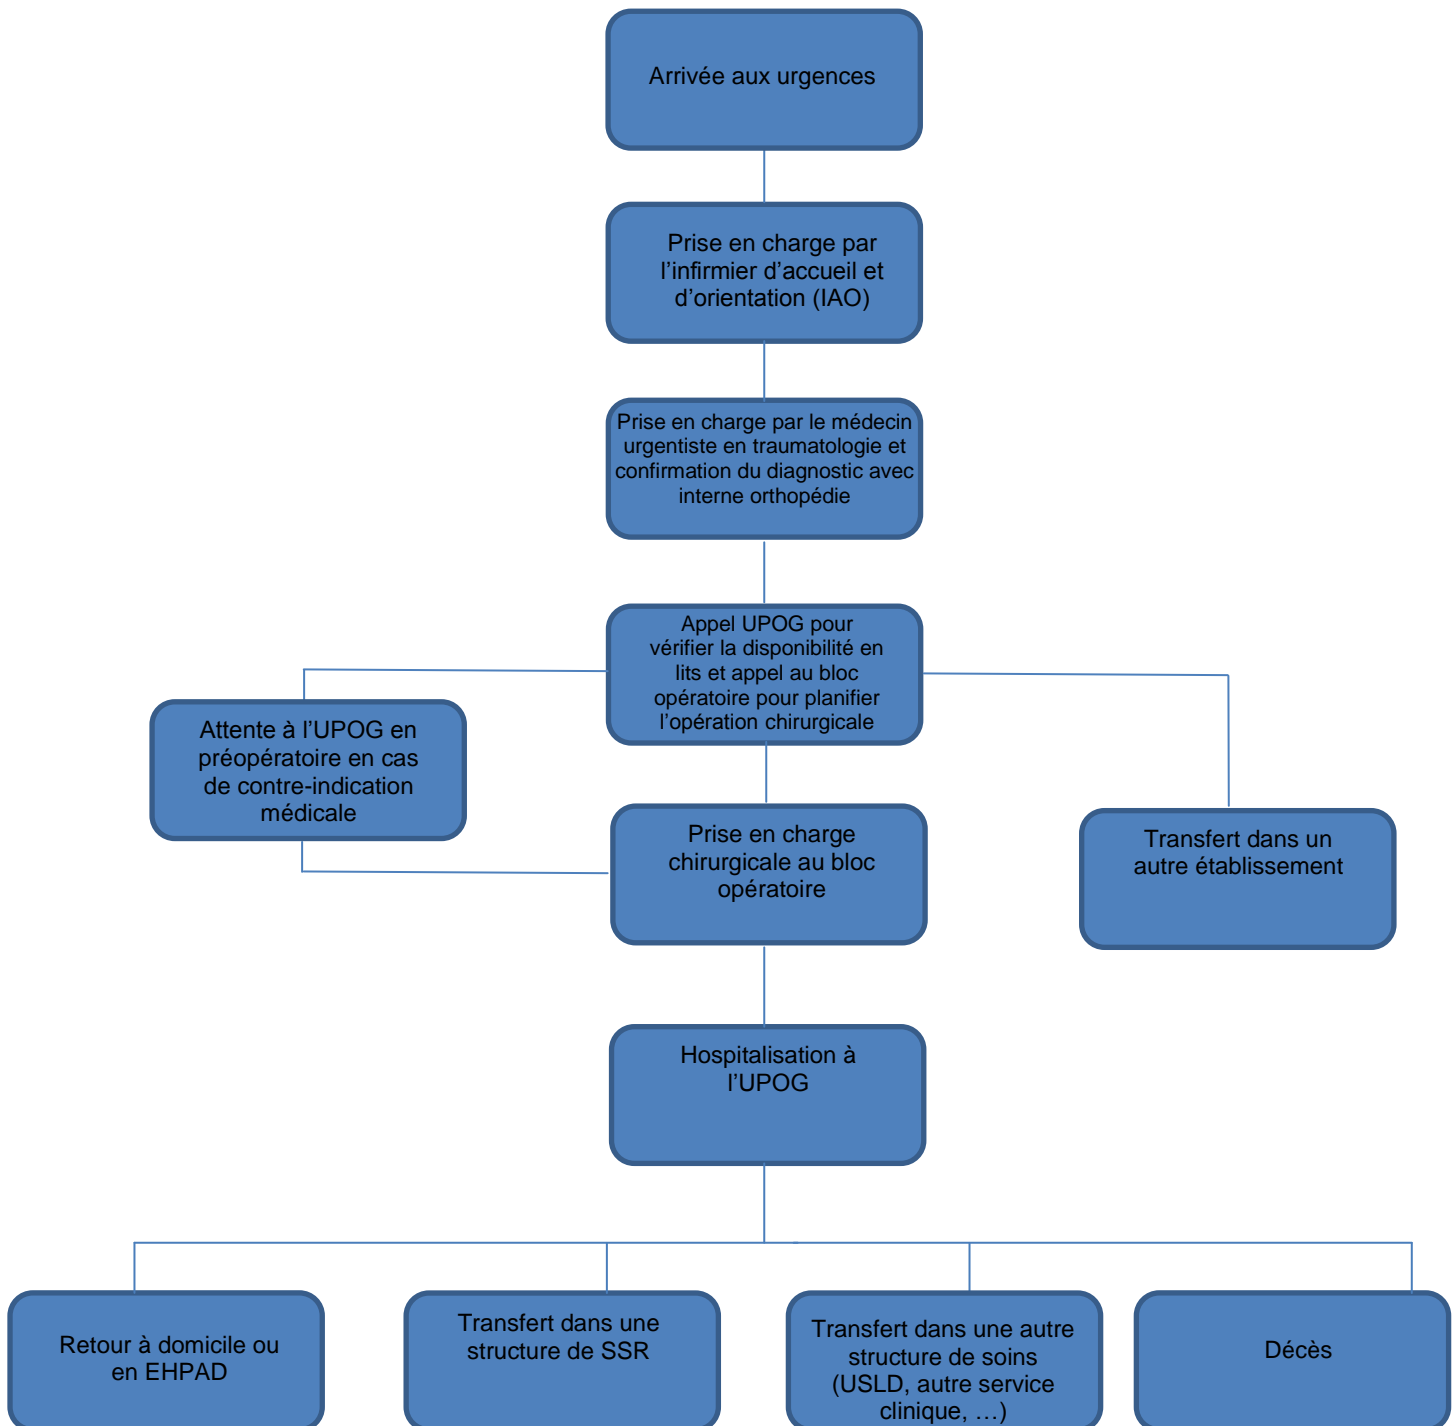 Arrivée aux urgences
Prise en charge par
l’infirmier d’accueil et
d’orientation (IAO)
Prise en charge par le médecin
urgentiste en traumatologie et
confirmation du diagnostic avec
interne orthopédie
Appel UPOG pour
vérifier la disponibilité en
lits et appel au bloc
opératoire pour planifier
l’opération chirurgicale
Attente à l’UPOG en
préopératoire en cas
de contre-indication
médicale
Prise en charge
chirurgicale au bloc
opératoire
Transfert dans un
autre établissement
Hospitalisation à
l’UPOG
Retour à domicile ou
en EHPAD
Transfert dans une
structure de SSR
Transfert dans une autre
structure de soins
(USLD, autre service
clinique, …)
Décès